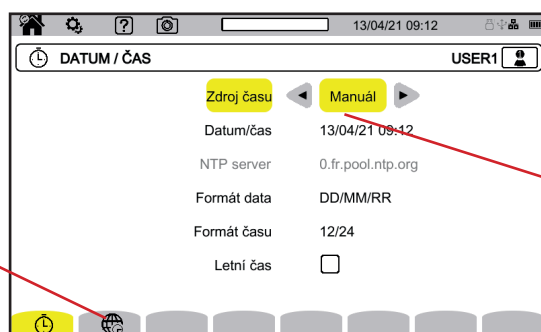 13/04/21 09:12
DATUM / ČAS USER1
Zdroj času Manuál
Datum/čas 13/04/21 09:12
NTP server 0.fr.pool.ntp.org
Formát data DD/MM/RR
Formát času 12/24
Letní čas